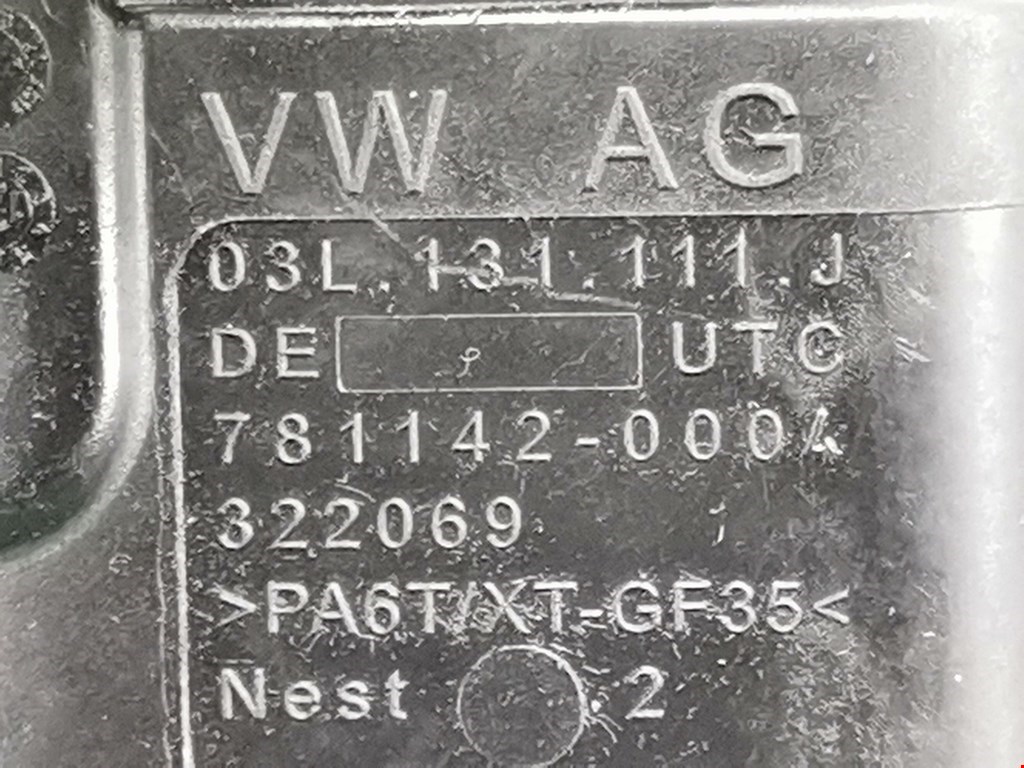 VW AG
03L.131.111.J
DE UTC
781142-000
322069
>PA6T/XT-GF35<
Nest 2